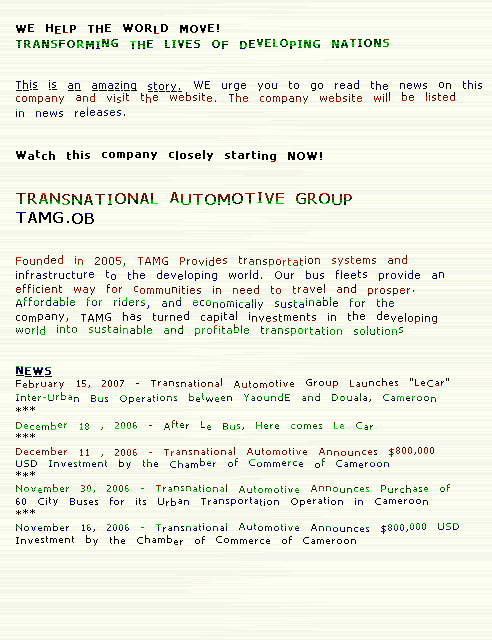 WE HELP THE WORLD MOVE!
TRANSFORMING THE LIVES OF DEVELOPING NATIONS
This is an amazing story. WE urge you to go read the news on this
company and visit the website. The company website will be listed
in news releases.
Watch this company closely starting NOW!
TRANSNATIONAL AUTOMOTIVE GROUP
TAMG.OB
Founded in 2005, TAMG Provides transportation systems and
infrastructure to the developing world. Our bus fleets provide an
efficient way for communities in need to travel and prosper.
Affordable for riders, and economically sustainable for the
company, TAMG has turned capital investments in the developing
world into sustainable and profitable transportation solutions
NEWS
February 15, 2007 - Transnational Automotive Group Launches "LeCar"
Inter-Urban Bus Operations between YaoundE and Douala, Cameroon
***
December 18 , 2006 - After Le Bus, Here comes Le Car
***
December 11 , 2006 - Transnational Automotive Announces $800,000
USD Investment by the Chamber of Commerce of Cameroon
***
November 30, 2006 - Transnational Automotive Announces Purchase of
60 City Buses for its Urban Transportation Operation in Cameroon
***
November 16, 2006 - Transnational Automotive Announces $800,000 USD
Investment by the Chamber of Commerce of Cameroon